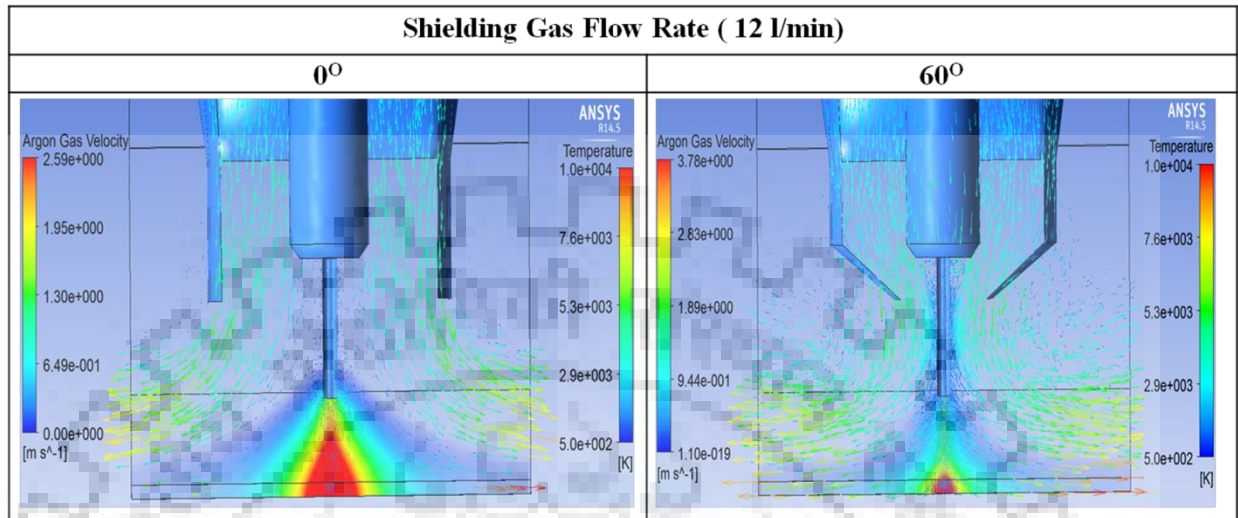 Shielding Gas Flow Rate ( 12 l/min)
0O
60O
ANSYS
R14.5
Argon Gas Velocity
2.59e+000
1.95e+000
1.30e+000
6.49e-001
0.00e+000
[m s^-1]
Temperature
1.0e+004
7.6e+003
5.3e+003
2.9e+003
5.0e+002
[K]
ANSYS
R14.5
Argon Gas Velocity
3.78e+000
2.83e+000
1.89e+000
9.44e-001
1.10e-019
[m s^-1]
Temperature
1.0e+004
7.6e+003
5.3e+003
2.9e+003
5.0e+002
[K]